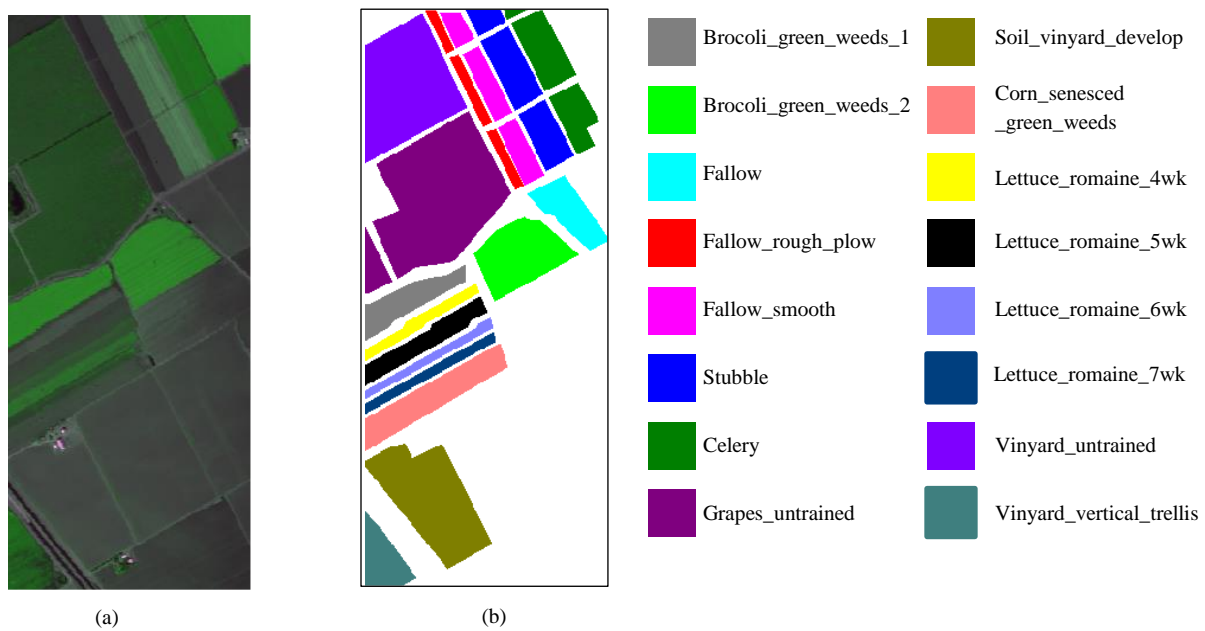 Brocoli_green_weeds_1
Brocoli_green_weeds_2
Fallow
Fallow_rough_plow
Fallow_smooth
Stubble
Celery
Grapes_untrained
Soil_vinyard_develop
Corn_senesced
_green_weeds
Lettuce_romaine_4wk
Lettuce_romaine_5wk
Lettuce_romaine_6wk
Lettuce_romaine_7wk
Vinyard_untrained
Vinyard_vertical_trellis
(a)
(b)